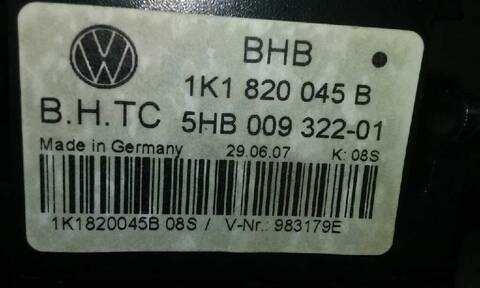 BHB
1K1 820 045 B
B.H.TC 5HB 009 322-01
Made in Germany 29.06.07 K: 08S
1K1820045B 08S / V-Nr.: 983179E